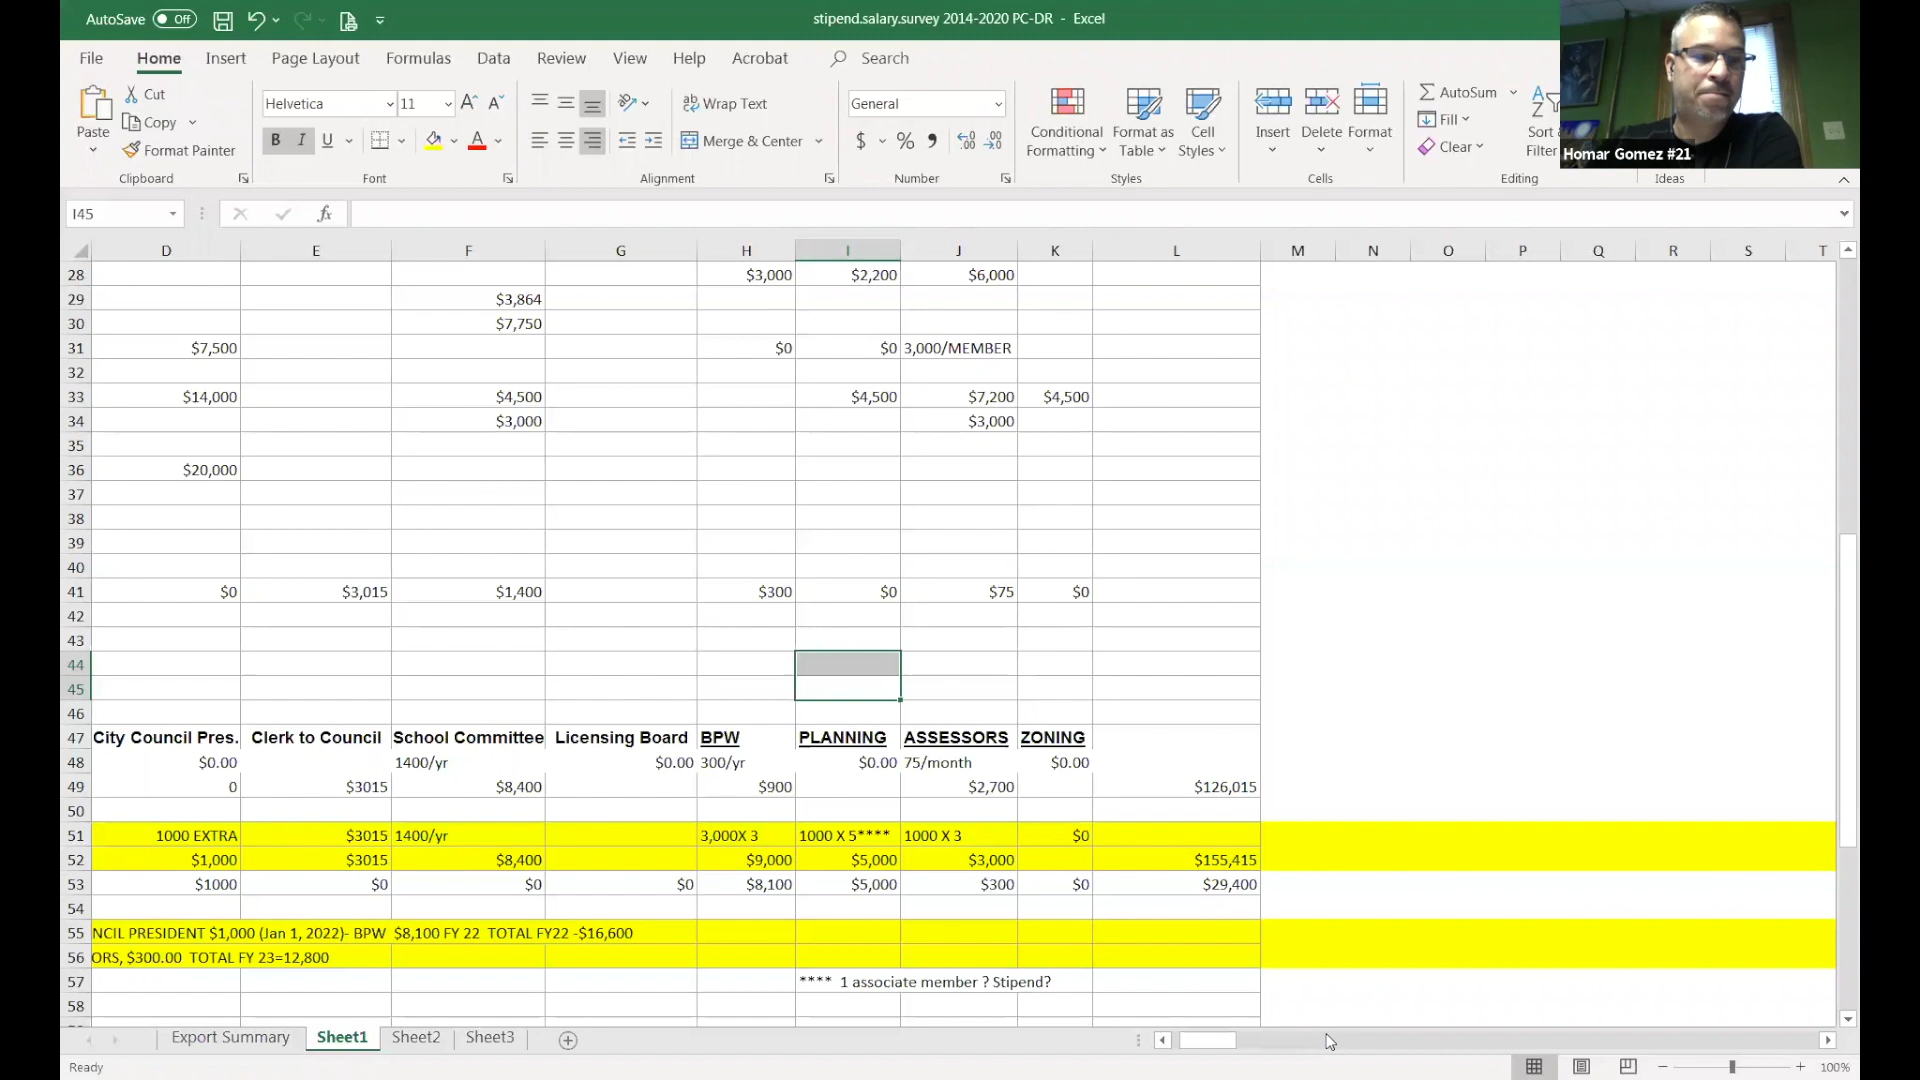 AutoSave Off
stipend.salary.survey 2014-2020 PC-DR - Excel
File Home Insert Page Layout Formulas Data Review View Help Acrobat Search
Paste
Cut
Copy
Format Painter
Clipboard
Helvetica 11
B I U
Font
Wrap Text
Merge & Center
Alignment
General
$ % ,
Number
Conditional Formatting
Format as Table
Cell Styles
Styles
Insert Delete Format
Cells
AutoSum
Fill
Clear
Sort
Filter
Editing
Ideas
Homar Gomez #21
I45 fx
D E F G H I J K L M N O P Q R S T
28 $3,000 $2,200 $6,000
29 $3,864
30 $7,750
31 $7,500 $0 $0 3,000/MEMBER
32
33 $14,000 $4,500 $4,500 $7,200 $4,500
34 $3,000 $3,000
35
36 $20,000
37
38
39
40
41 $0 $3,015 $1,400 $300 $0 $75 $0
42
43
44
45
46
47 City Council Pres. Clerk to Council School Committee Licensing Board BPW PLANNING ASSESSORS ZONING
48 $0.00 1400/yr $0.00 300/yr $0.00 75/month $0.00
49 0 $3015 $8,400 $900 $2,700 $126,015
50
51 1000 EXTRA $3015 1400/yr 3,000X 3 1000 X 5**** 1000 X 3 $0
52 $1,000 $3015 $8,400 $9,000 $5,000 $3,000 $155,415
53 $1000 $0 $0 $0 $8,100 $5,000 $300 $0 $29,400
54
55 NCIL PRESIDENT $1,000 (Jan 1, 2022)- BPW $8,100 FY 22 TOTAL FY22 -$16,600
56 ORS, $300.00 TOTAL FY 23=12,800
57 **** 1 associate member ? Stipend?
58
Export Summary Sheet1 Sheet2 Sheet3
Ready
100%